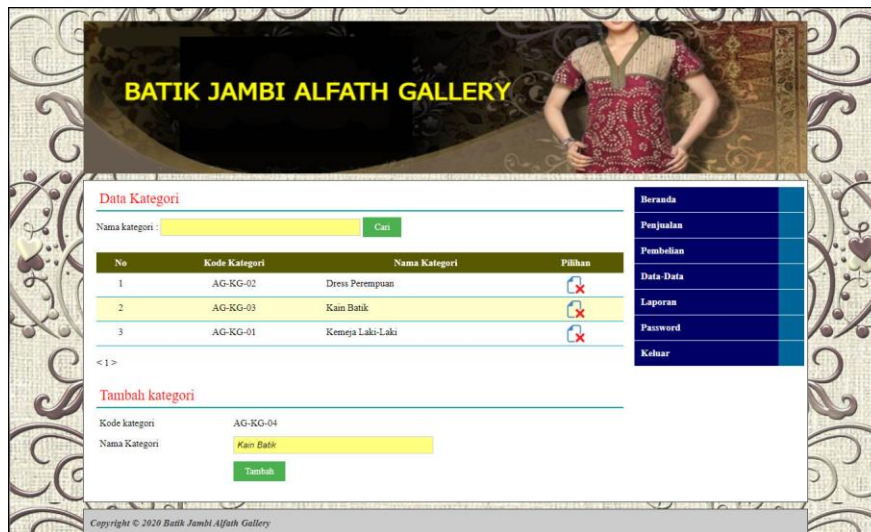 BATIK JAMBI ALFATH GALLERY
Data Kategori
Nama kategori : Cari
No Kode Kategori Nama Kategori Pilihan
1 AG-KG-02 Dress Perempuan
2 AG-KG-03 Kain Batik
3 AG-KG-01 Kemeja Laki-Laki
< 1 >
Tambah kategori
Kode kategori AG-KG-04
Nama Kategori Kain Batik
Tambah
Beranda
Penjualan
Pembelian
Data-Data
Laporan
Password
Keluar
Copyright © 2020 Batik Jambi Alfath Gallery